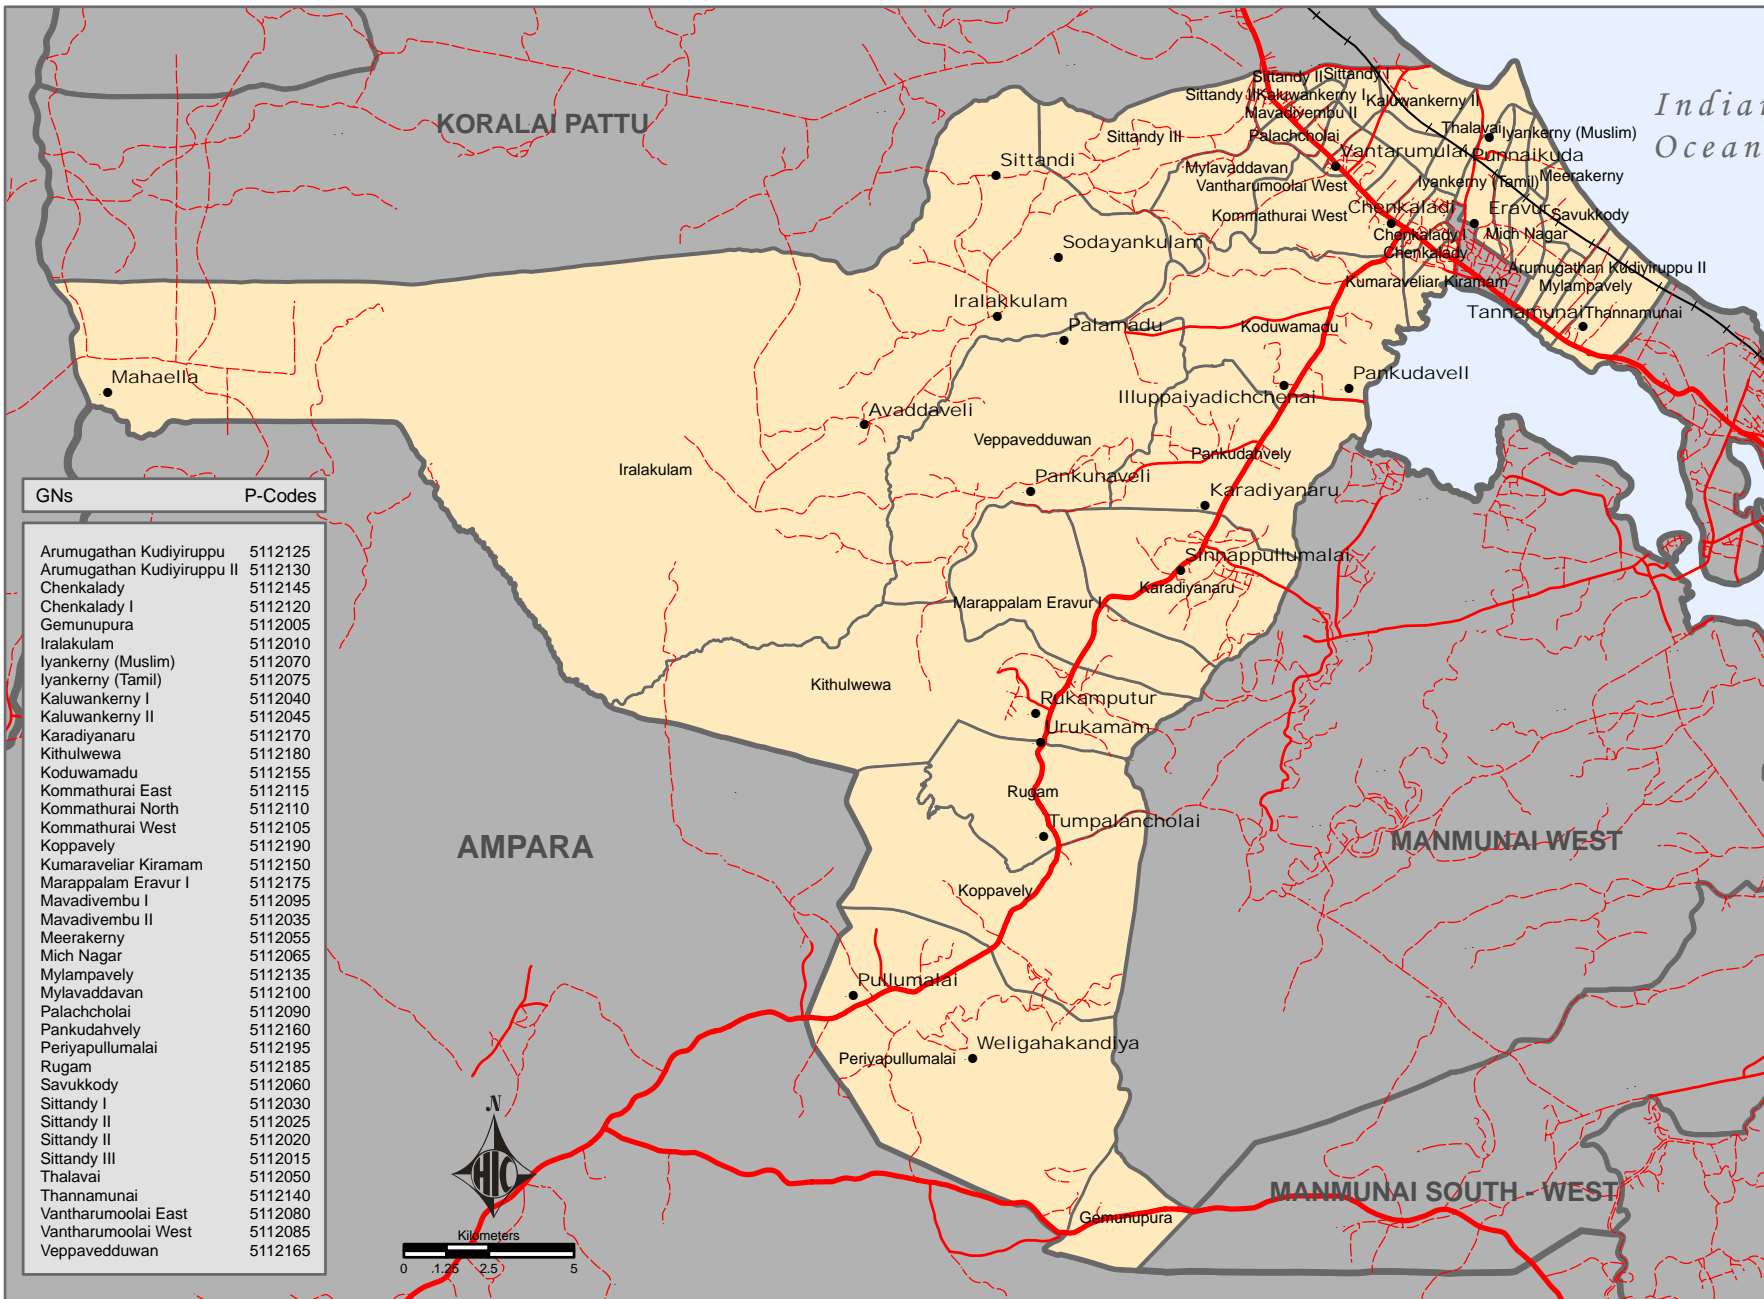 Indian
Ocean
KORALAI PATTU
Sittandy II
Sittandy I
Sittandy II
Kaluwankerny I
Kaluwankerny II
Mavadivembu II
Thalavai
Iyankerny (Muslim)
Sittandy III
Palachcholai
Vantarumulai
Punnaikuda
Sittandi
Mylavaddavan
Iyankerny (Tamil)
Meerakerny
Vantharumoolai West
Kommathurai West
Chenkaladi
Eravur
Savukkody
Chenkalady I
Mich Nagar
Sodayankulam
Chenkalady
Arumugathan Kudiyiruppu II
Kumaraveliar Kiramam
Mylampavely
Iralakkulam
Palamadu
Koduwamadu
Tannamunai
Thannamunai
Mahaella
Pankudavell
Illuppaiyadichchenai
Avaddaveli
Veppavedduwan
Pankudahvely
Iralakulam
Pankunaveli
Karadiyanaru
Sinnappullumalai
Karadiyanaru
Marappalam Eravur I
Kithulwewa
Rukamputur
Urukamam
Rugam
Tumpalancholai
AMPARA
MANMUNAI WEST
Koppavely
Pullumalai
Weligahakandiya
Periyapullumalai
MANMUNAI SOUTH - WEST
Gemunupura
GNs P-Codes
Arumugathan Kudiyiruppu 5112125
Arumugathan Kudiyiruppu II 5112130
Chenkalady 5112145
Chenkalady I 5112120
Gemunupura 5112005
Iralakulam 5112010
Iyankerny (Muslim) 5112070
Iyankerny (Tamil) 5112075
Kaluwankerny I 5112040
Kaluwankerny II 5112045
Karadiyanaru 5112170
Kithulwewa 5112180
Koduwamadu 5112155
Kommathurai East 5112115
Kommathurai North 5112110
Kommathurai West 5112105
Koppavely 5112190
Kumaraveliar Kiramam 5112150
Marappalam Eravur I 5112175
Mavadivembu I 5112095
Mavadivembu II 5112035
Meerakerny 5112055
Mich Nagar 5112065
Mylampavely 5112135
Mylavaddavan 5112100
Palachcholai 5112090
Pankudahvely 5112160
Periyapullumalai 5112195
Rugam 5112185
Savukkody 5112060
Sittandy I 5112030
Sittandy II 5112025
Sittandy II 5112020
Sittandy III 5112015
Thalavai 5112050
Thannamunai 5112140
Vantharumoolai East 5112080
Vantharumoolai West 5112085
Veppavedduwan 5112165
N
HIC
Kilometers
0 1.25 2.5 5